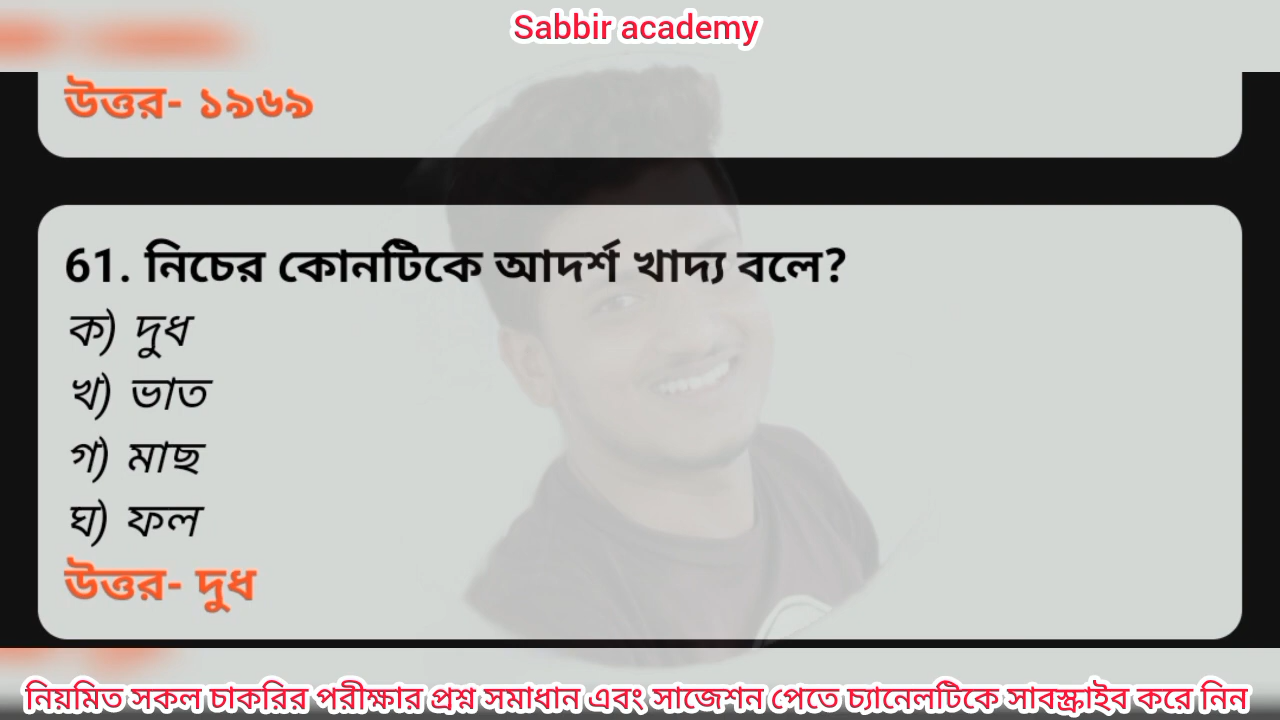 Sabbir academy
উত্তর- ১৯৬৯
61. নিচের কোনটিকে আদর্শ খাদ্য বলে?
ক) দুধ
খ) ভাত
গ) মাছ
ঘ) ফল
উত্তর- দুধ
নিয়মিত সকল চাকরির পরীক্ষার প্রশ্ন সমাধান এবং সাজেশন পেতে চ্যানেলটিকে সাবস্ক্রাইব করে নিন